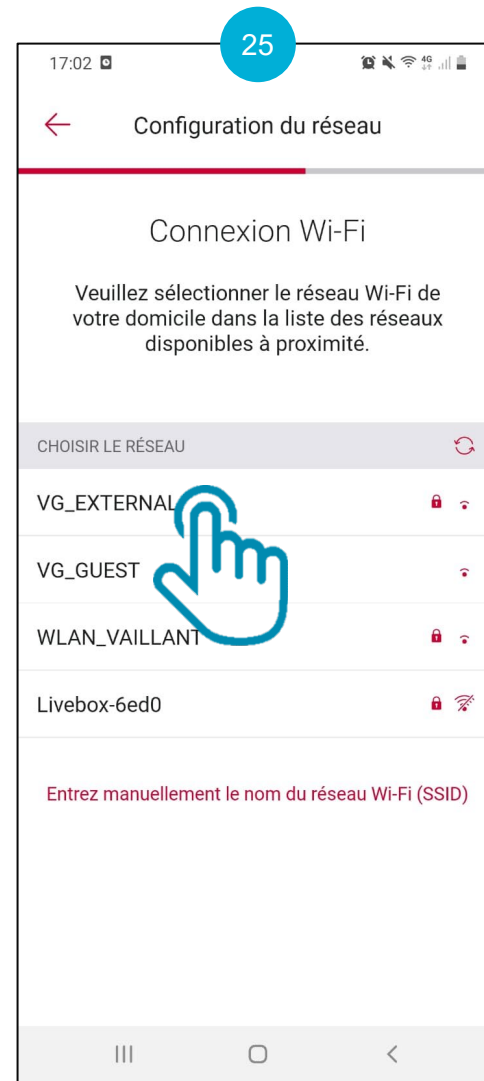 25
17:02
4G
Configuration du réseau
Connexion Wi-Fi
Veuillez sélectionner le réseau Wi-Fi de
votre domicile dans la liste des réseaux
disponibles à proximité.
CHOISIR LE RÉSEAU
VG_EXTERNAL
VG_GUEST
WLAN_VAILLANT
Livebox-6ed0
Entrez manuellement le nom du réseau Wi-Fi (SSID)